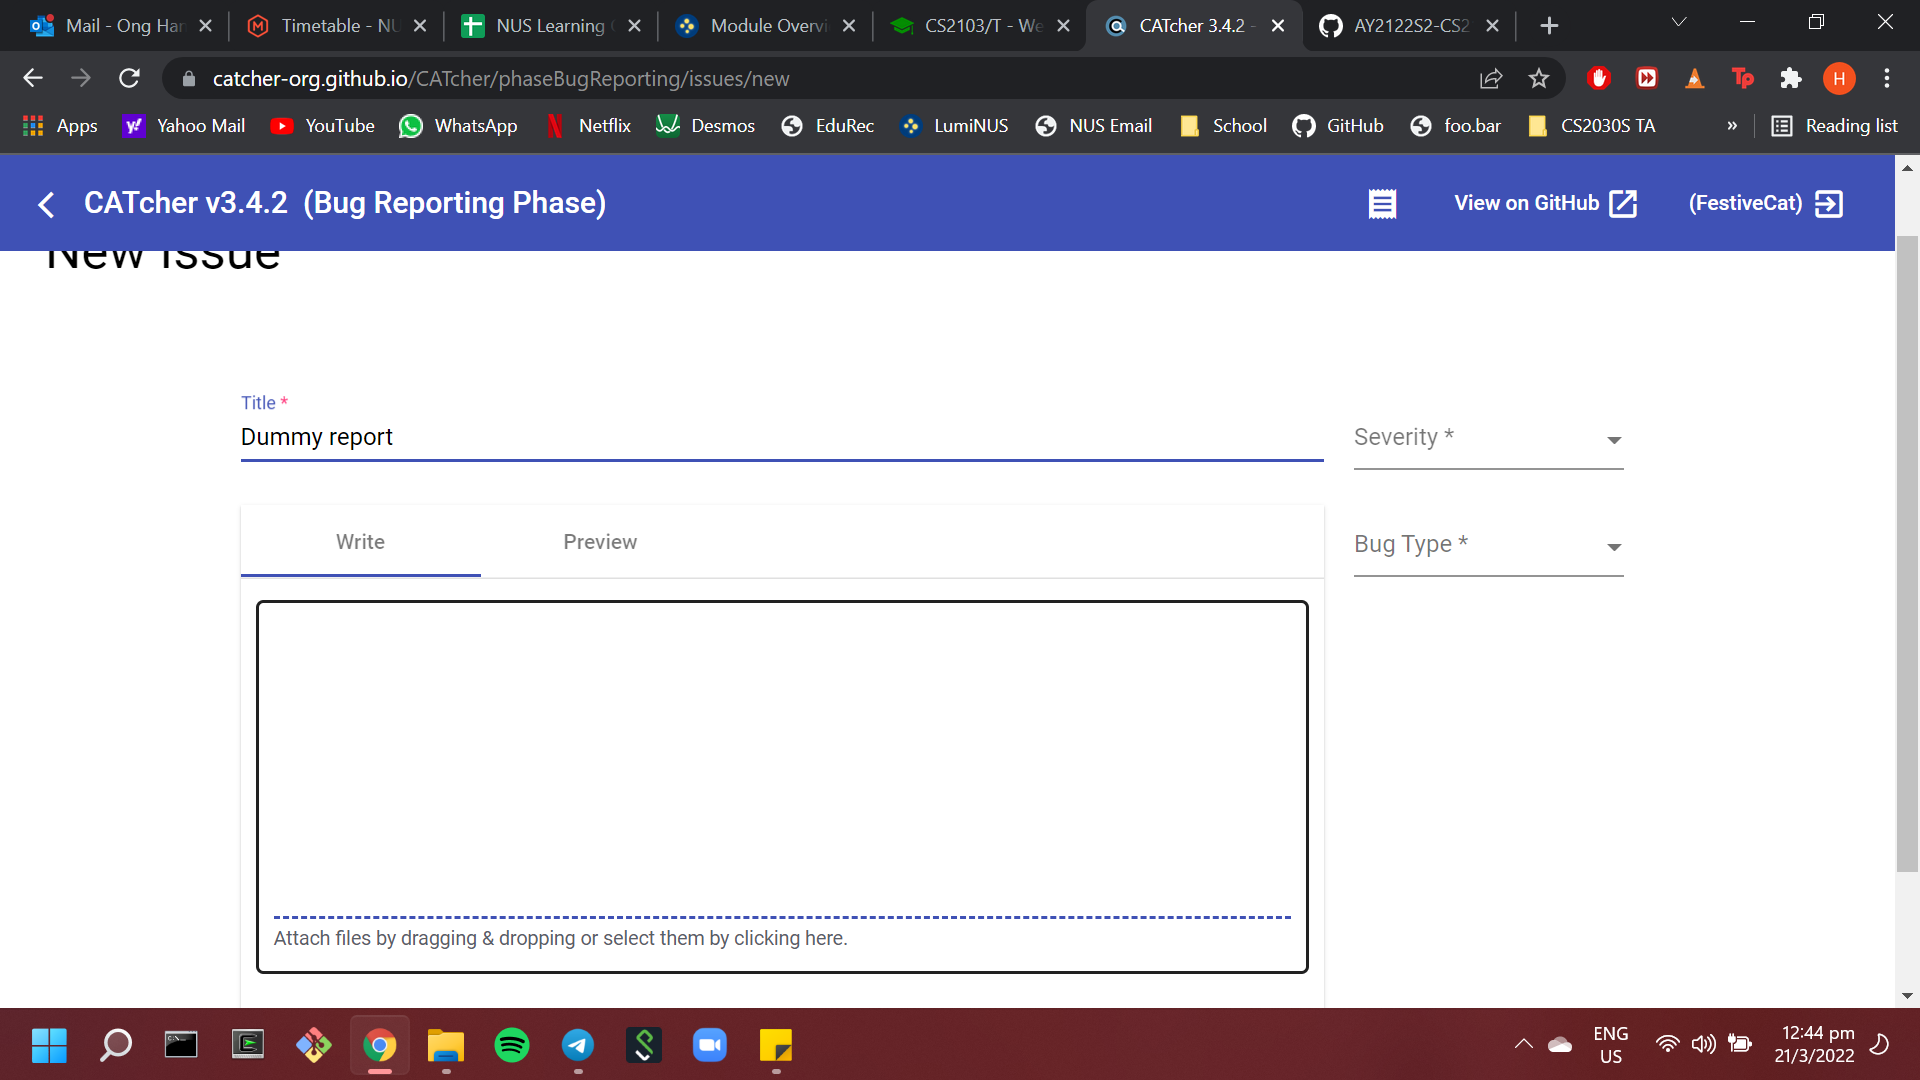 Mail - Ong Han
Timetable - NU
NUS Learning
Module Overvi
CS2103/T - We
CATcher 3.4.2 -
AY2122S2-CS2
catcher-org.github.io/CATcher/phaseBugReporting/issues/new
H
Apps
Yahoo Mail
YouTube
WhatsApp
Netflix
Desmos
EduRec
LumiNUS
NUS Email
School
GitHub
foo.bar
CS2030S TA
»
Reading list
CATcher v3.4.2 (Bug Reporting Phase)
View on GitHub
(FestiveCat)
New Issue
Title *
Dummy report
Severity *
Write
Preview
Bug Type *
Attach files by dragging & dropping or select them by clicking here.
ENG
US
12:44 pm
21/3/2022